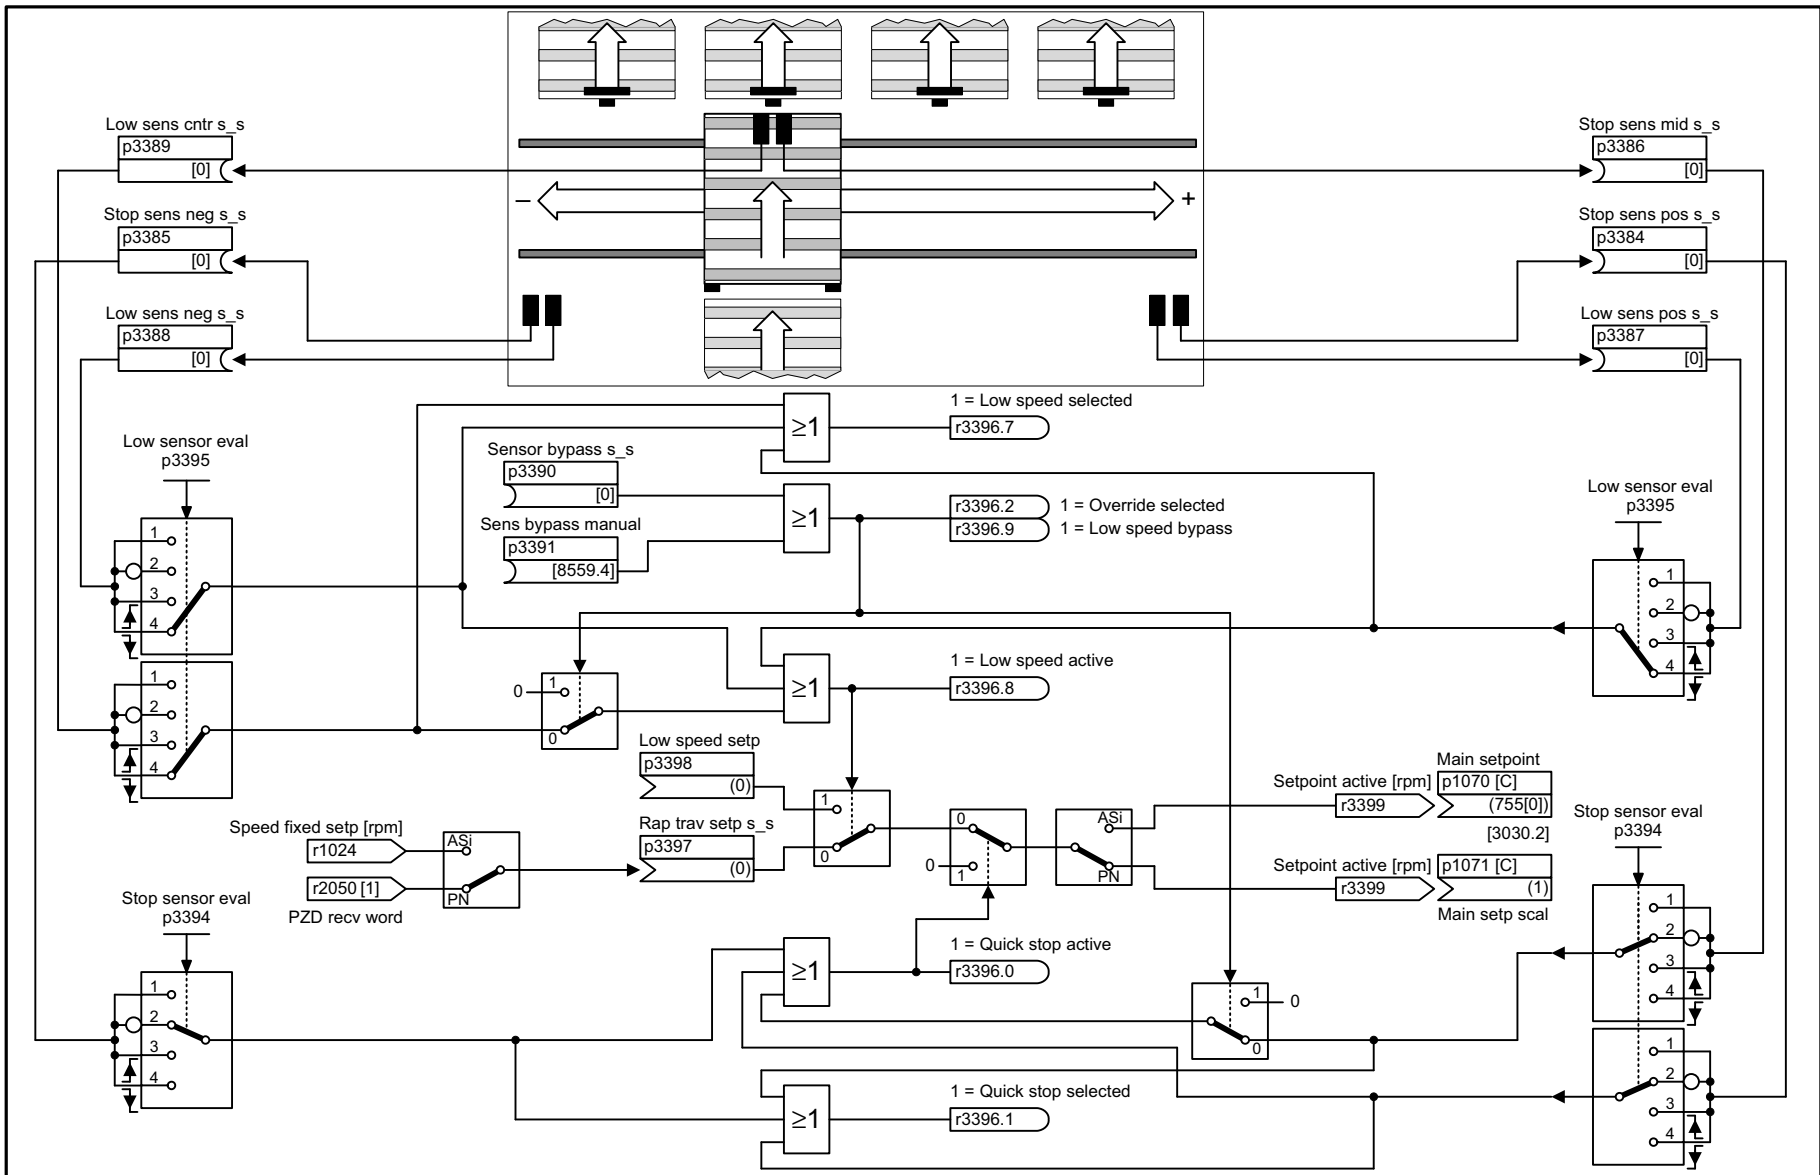 Low sens cntr s_s
p3389
[0]
Stop sens neg s_s
p3385
[0]
Low sens neg s_s
p3388
[0]
– +
Stop sens mid s_s
p3386
[0]
Stop sens pos s_s
p3384
[0]
Low sens pos s_s
p3387
[0]
Low sensor eval
p3395
1
2
3
4
1
2
3
4
≥1
1 = Low speed selected
r3396.7
Sensor bypass s_s
p3390
[0]
Sens bypass manual
p3391
[8559.4]
≥1
r3396.2 1 = Override selected
r3396.9 1 = Low speed bypass
Low sensor eval
p3395
1
2
3
4
0 1
0
≥1
1 = Low speed active
r3396.8
Low speed setp
p3398
(0)
Rap trav setp s_s
p3397
(0)
1
0
Speed fixed setp [rpm]
r1024
r2050 [1]
PZD recv word
ASi
PN
0
0
1
ASi
PN
Setpoint active [rpm]
r3399
Main setpoint
p1070 [C]
(755[0])
[3030.2]
Setpoint active [rpm]
r3399
p1071 [C]
(1)
Main setp scal
Stop sensor eval
p3394
1
2
3
4
1
2
3
4
Stop sensor eval
p3394
1
2
3
4
≥1
1 = Quick stop active
r3396.0
1 0
0
≥1
1 = Quick stop selected
r3396.1